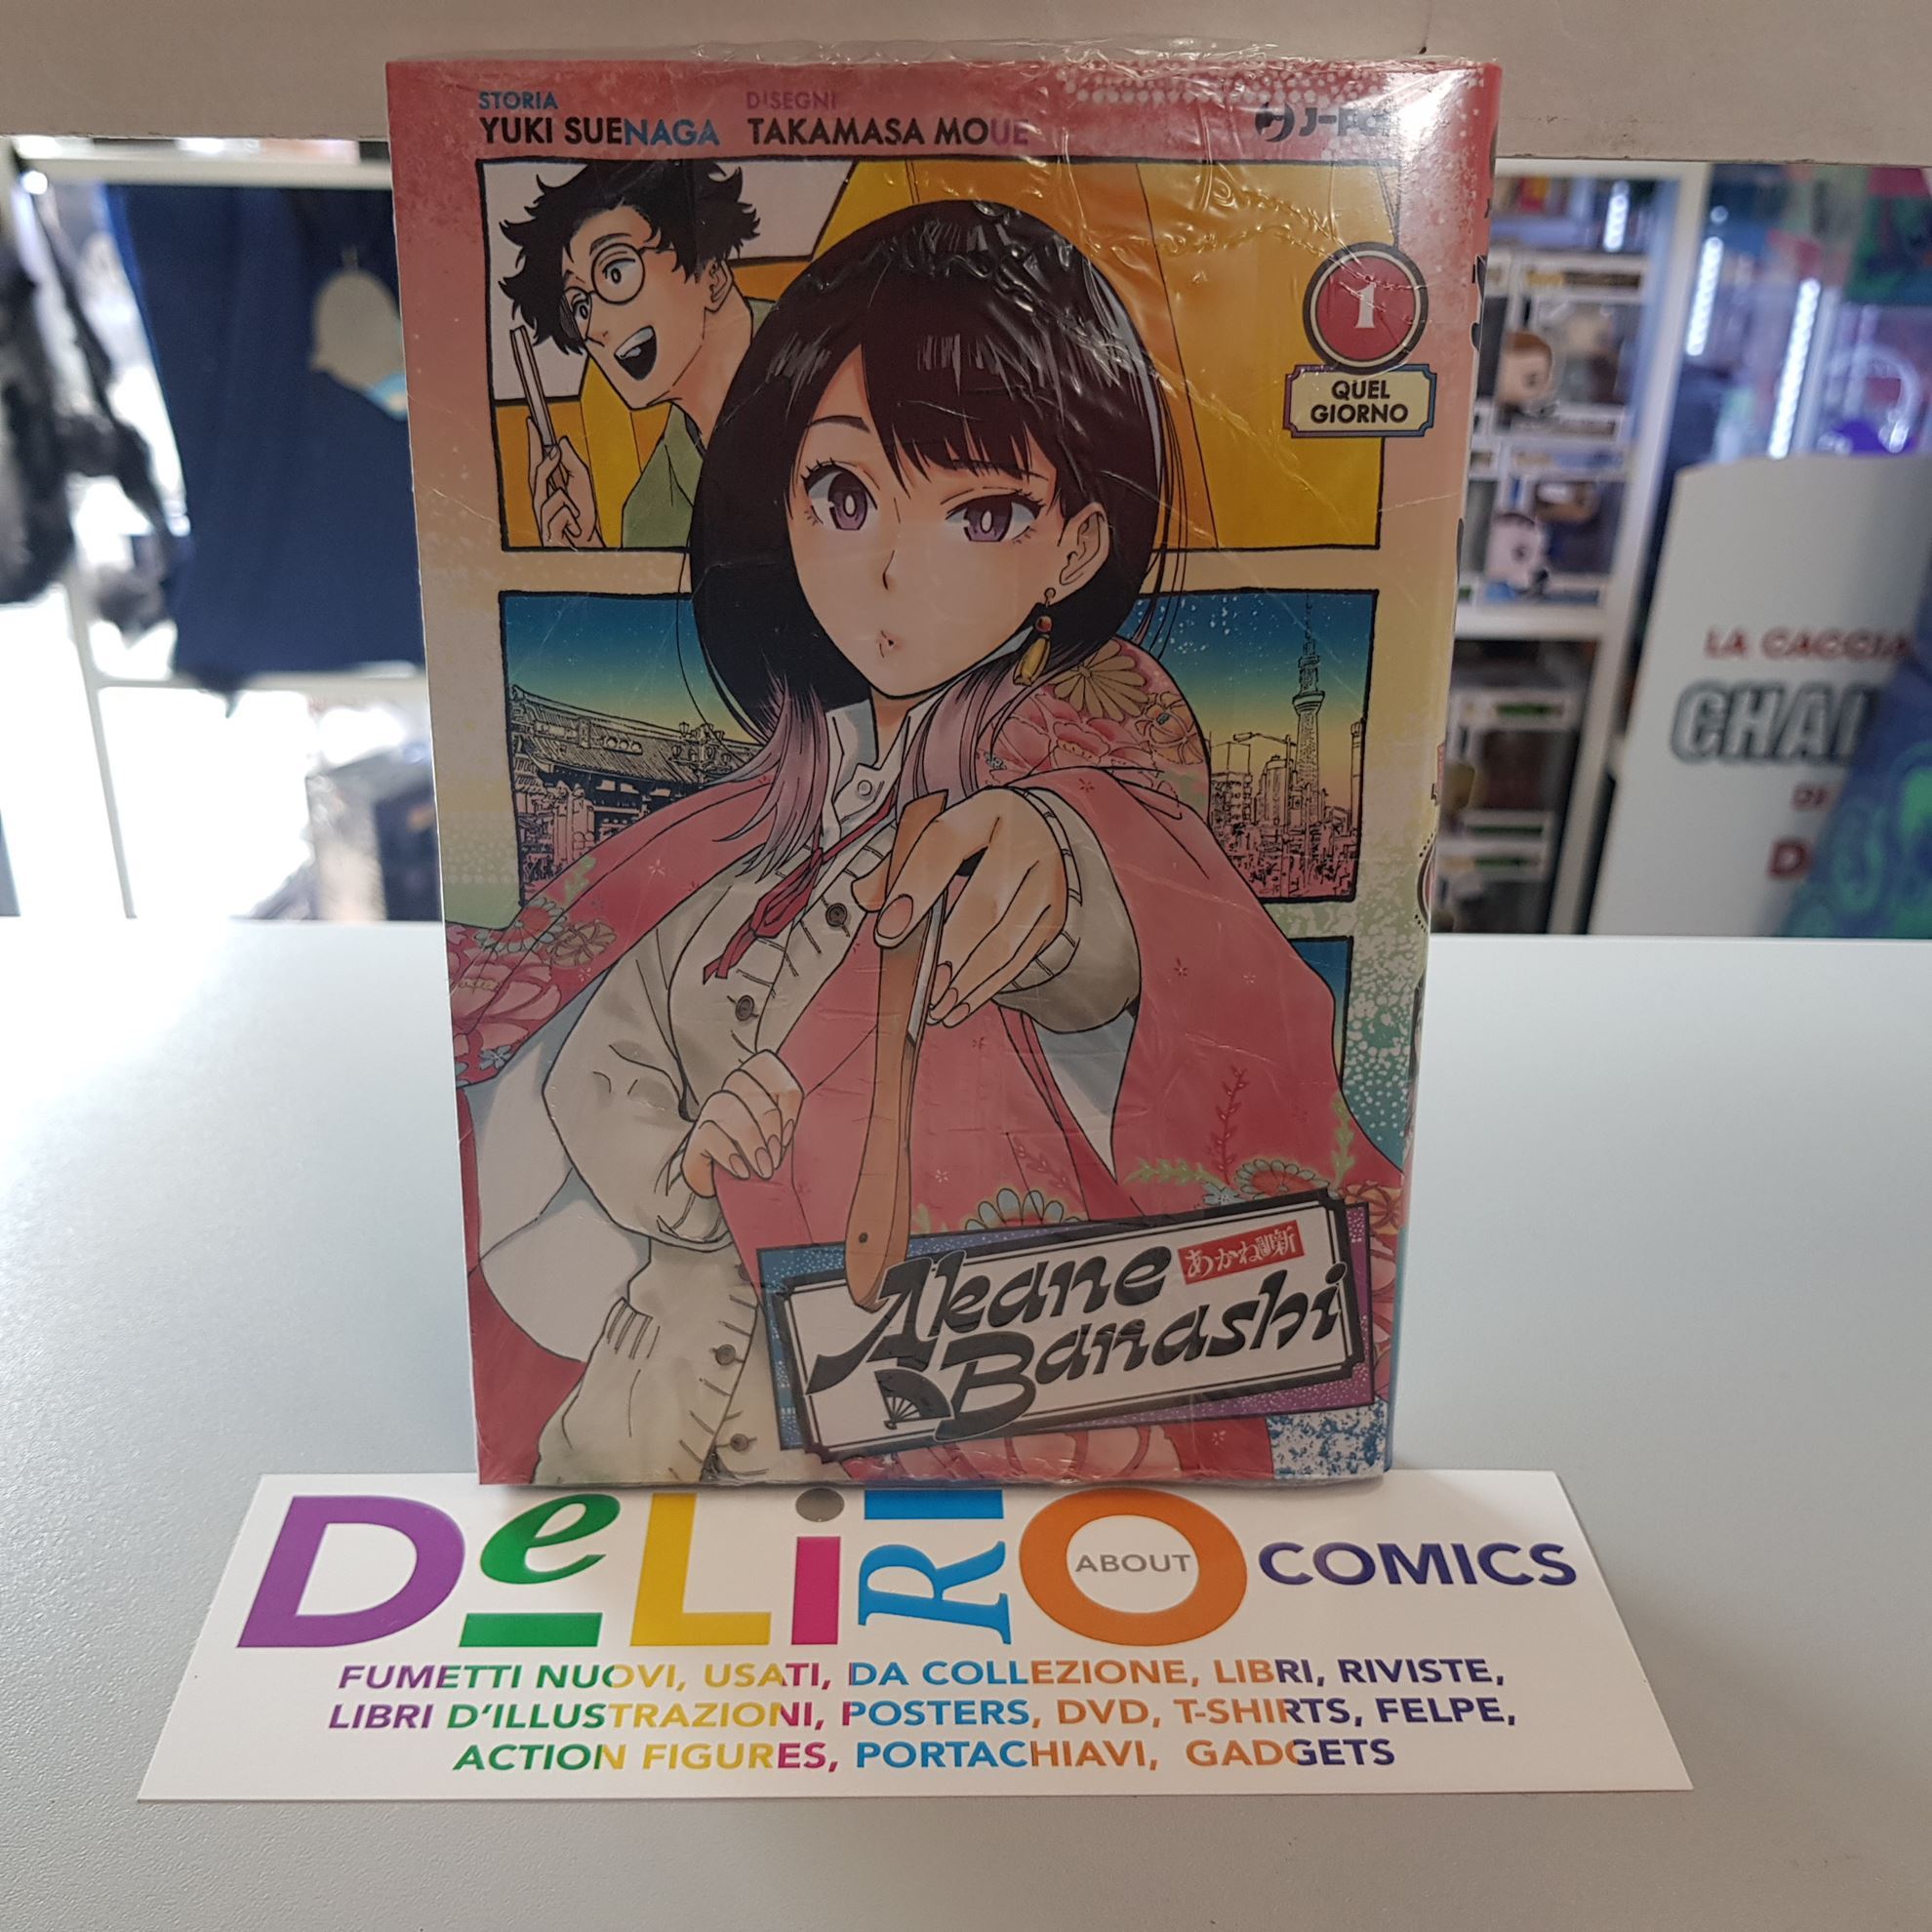 STORIA
YUKI SUENAGA
DISEGNI
TAKAMASA MOUE
1
QUEL
GIORNO
LA CACCIA
Akane
あかね噺
Banashi
DeLiRiO ABOUT COMICS
FUMETTI NUOVI, USATI, DA COLLEZIONE, LIBRI, RIVISTE,
LIBRI D'ILLUSTRAZIONI, POSTERS, DVD, T-SHIRTS, FELPE,
ACTION FIGURES, PORTACHIAVI, GADGETS